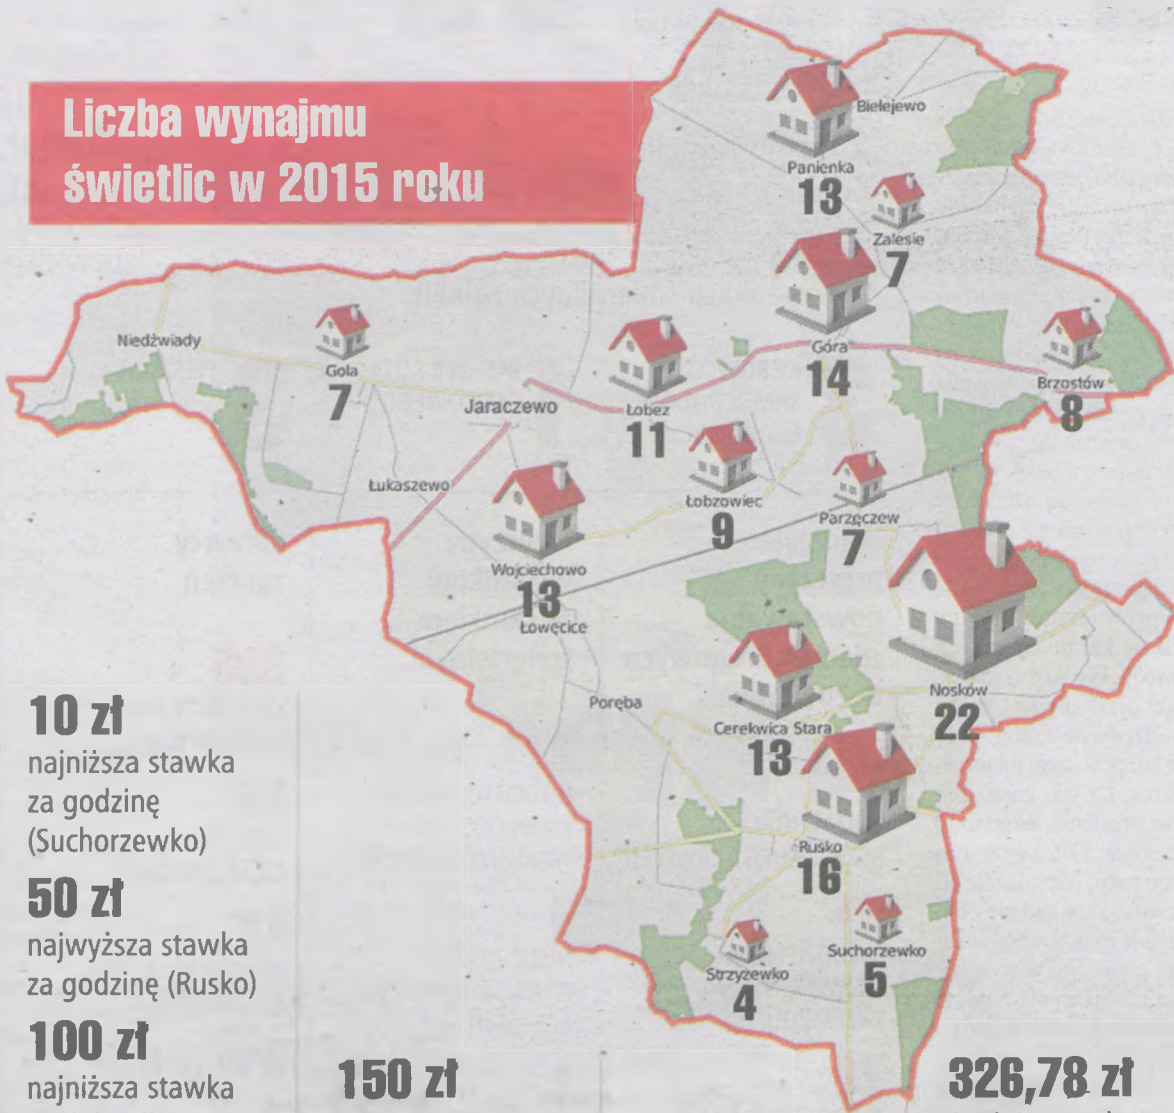 Liczba wynajmu
świetlic w 2015 roku
Bielejewo
Panienka
13
Zalesie
7
Niedźwiady
Gola
7
Jaraczewo
Łobez
11
Góra
14
Brzostów
8
Łukaszewo
Łobzowiec
9
Parzęczew
7
Wojciechowo
13
Łowęcice
Poręba
Cerekwica Stara
13
Nosków
22
Rusko
16
Strzyżewko
4
Suchorzewko
5
10 zł
najniższa stawka
za godzinę
(Suchorzewko)
50 zł
najwyższa stawka
za godzinę (Rusko)
100 zł
najniższa stawka
150 zł
326,78 zł